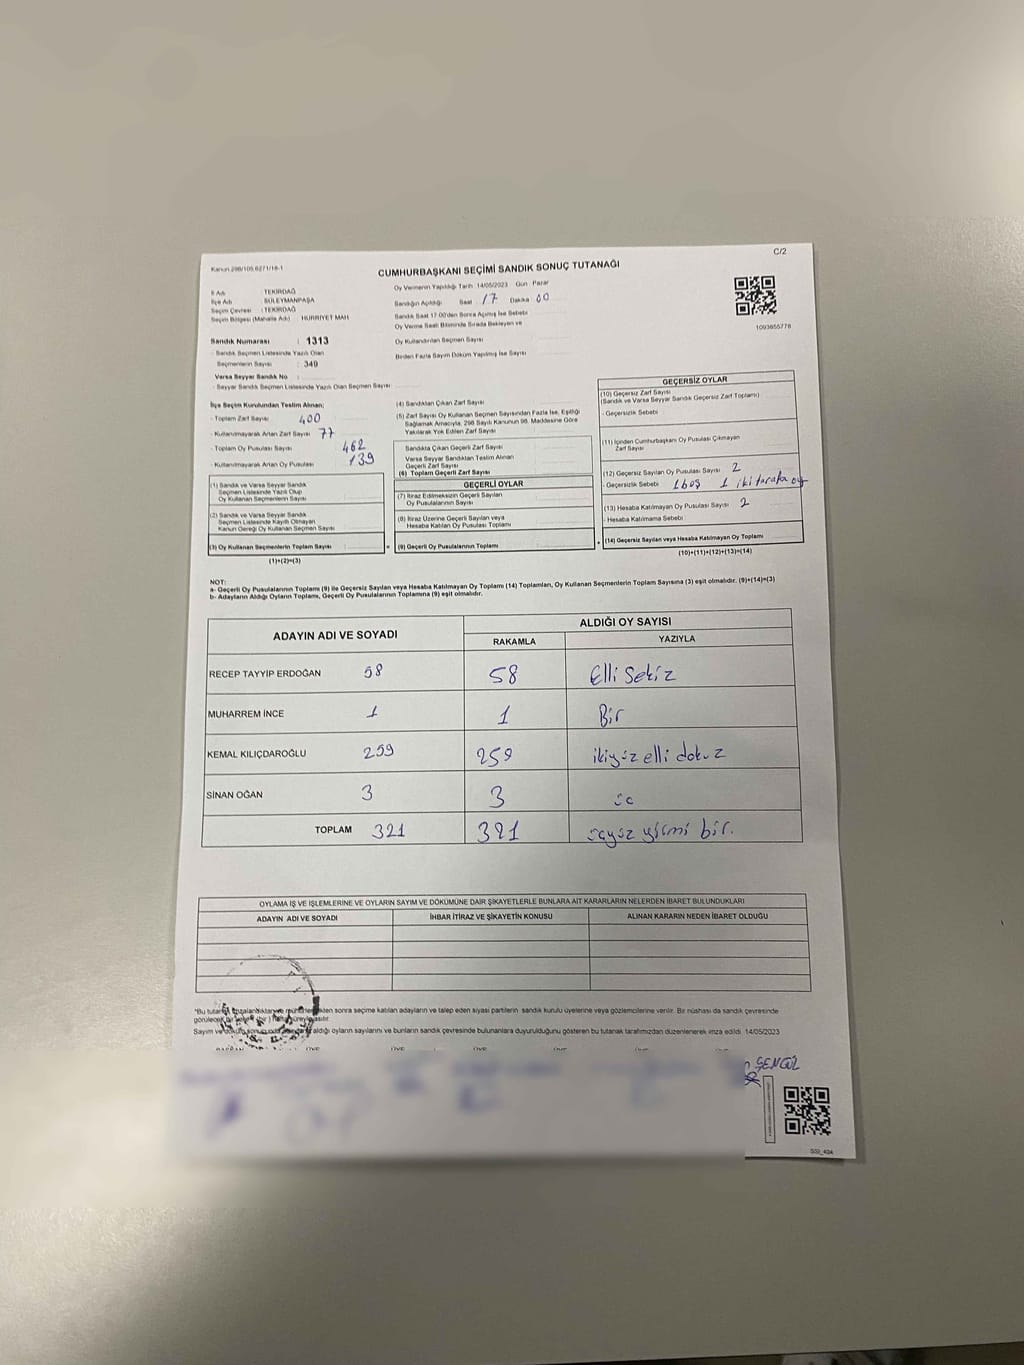 Kanun 298/105,6271/18-1
C/2
CUMHURBAŞKANI SEÇİMİ SANDIK SONUÇ TUTANAĞI
İl Adı : TEKİRDAĞ
İlçe Adı : SÜLEYMANPAŞA
Seçim Çevresi : TEKİRDAĞ
Seçim Bölgesi (Mahalle Adı) : HÜRRİYET MAH.
Oy Vermenin Yapıldığı Tarih: 14/05/2023 Gün: Pazar
Sandığın Açıldığı: Saat 17 Dakika 00
Sandık Saat 17:00'den Sonra Açılmış İse Sebebi
Oy Verme Saati Bitiminde Sırada Bekleyen ve
Oy Kullandırılan Seçmen Sayısı
Birden Fazla Sayım Döküm Yapılmış İse Sayısı
1093855778
Sandık Numarası : 1313
- Sandık Seçmen Listesinde Yazılı Olan
Seçmenlerin Sayısı : 349
Varsa Seyyar Sandık No :
- Seyyar Sandık Seçmen Listesinde Yazılı Olan Seçmen Sayısı:
İlçe Seçim Kurulundan Teslim Alınan;
- Toplam Zarf Sayısı 400
- Kullanılmayarak Artan Zarf Sayısı 77
- Toplam Oy Pusulası Sayısı 462
- Kullanılmayarak Artan Oy Pusulası 139
(1) Sandık ve Varsa Seyyar Sandık
Seçmen Listesinde Yazılı Olup
Oy Kullanan Seçmenlerin Sayısı
(2) Sandık ve Varsa Seyyar Sandık
Seçmen Listesinde Kayıtlı Olmayan
Kanun Gereği Oy Kullanan Seçmen Sayısı
(3) Oy Kullanan Seçmenlerin Toplam Sayısı
(1)+(2)=(3)
(4) Sandıktan Çıkan Zarf Sayısı
(5) Zarf Sayısı Oy Kullanan Seçmen Sayısından Fazla İse, Eşitliği
Sağlamak Amacıyla, 298 Sayılı Kanunun 98. Maddesine Göre
Yakılarak Yok Edilen Zarf Sayısı
Sandıkta Çıkan Geçerli Zarf Sayısı
Varsa Seyyar Sandıktan Teslim Alınan
Geçerli Zarf Sayısı
(6) Toplam Geçerli Zarf Sayısı
GEÇERLİ OYLAR
(7) İtiraz Edilmeksizin Geçerli Sayılan
Oy Pusulalarının Sayısı
(8) İtiraz Üzerine Geçerli Sayılan veya
Hesaba Katılan Oy Pusulası Toplamı
= (9) Geçerli Oy Pusulalarının Toplamı
GEÇERSİZ OYLAR
(10) Geçersiz Zarf Sayısı
(Sandık ve Varsa Seyyar Sandık Geçersiz Zarf Toplamı)
- Geçersizlik Sebebi
(11) İçinden Cumhurbaşkanı Oy Pusulası Çıkmayan
Zarf Sayısı
(12) Geçersiz Sayılan Oy Pusulası Sayısı 2
- Geçersizlik Sebebi 1 boş 1 iki tarafa oy
(13) Hesaba Katılmayan Oy Pusulası Sayısı 2
- Hesaba Katılmama Sebebi
+ (14) Geçersiz Sayılan veya Hesaba Katılmayan Oy Toplamı
(10)+(11)+(12)+(13)=(14)
NOT:
a- Geçerli Oy Pusulalarının Toplamı (9) ile Geçersiz Sayılan veya Hesaba Katılmayan Oy Toplamı (14) Toplamları, Oy Kullanan Seçmenlerin Toplam Sayısına (3) eşit olmalıdır. (9)+(14)=(3)
b- Adayların Aldığı Oyların Toplamı, Geçerli Oy Pusulalarının Toplamına (9) eşit olmalıdır.
ADAYIN ADI VE SOYADI ALDIĞI OY SAYISI
RAKAMLA YAZIYLA
RECEP TAYYİP ERDOĞAN 58 58 Elli Sekiz
MUHARREM İNCE 1 1 Bir
KEMAL KILIÇDAROĞLU 259 259 ikiyüz elli dokuz
SİNAN OĞAN 3 3 üç
TOPLAM 321 321 üçyüz yirmi bir.
OYLAMA İŞ VE İŞLEMLERİNE VE OYLARIN SAYIM VE DÖKÜMÜNE DAİR ŞİKAYETLERLE BUNLARA AİT KARARLARIN NELERDEN İBARET BULUNDUKLARI
ADAYIN ADI VE SOYADI İHBAR İTİRAZ VE ŞİKAYETİN KONUSU ALINAN KARARIN NEDEN İBARET OLDUĞU
*Bu tutanak sonra seçime katılan adayların ve talep eden siyasi partilerin sandık kurulu üyelerine veya gözlemcilerine verilir. Bir nüshası da sandık çevresinde
görülecek bir
Sayım ve döküm sonucunda aldığı oyların sayılarını ve bunların sandık çevresinde bulunanlara duyurulduğunu gösteren bu tutanak tarafımızdan düzenlenerek imza edildi. 14/05/2023
ŞENGÜL